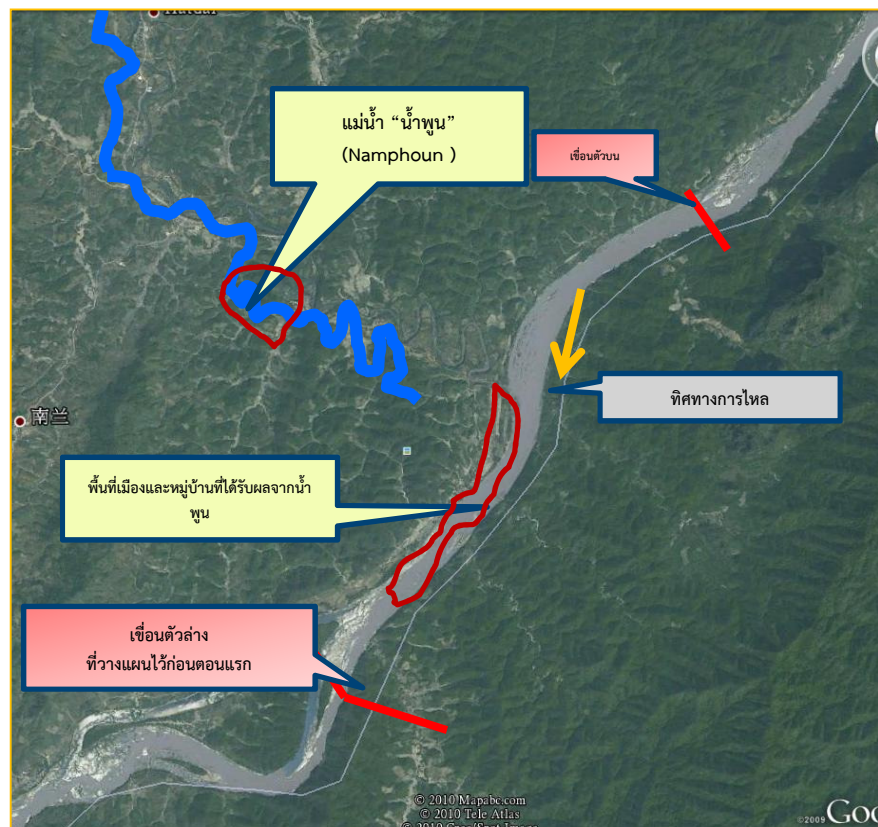 แม่น้ำ “น้ำพูน”
(Namphoun )
เขื่อนตัวบน
ทิศทางการไหล
南兰
พื้นที่เมืองและหมู่บ้านที่ได้รับผลจากน้ำ
พูน
เขื่อนตัวล่าง
ที่วางแผนไว้ก่อนตอนแรก
© 2010 Mapabc.com
© 2010 Tele Atlas
©2009 Goo